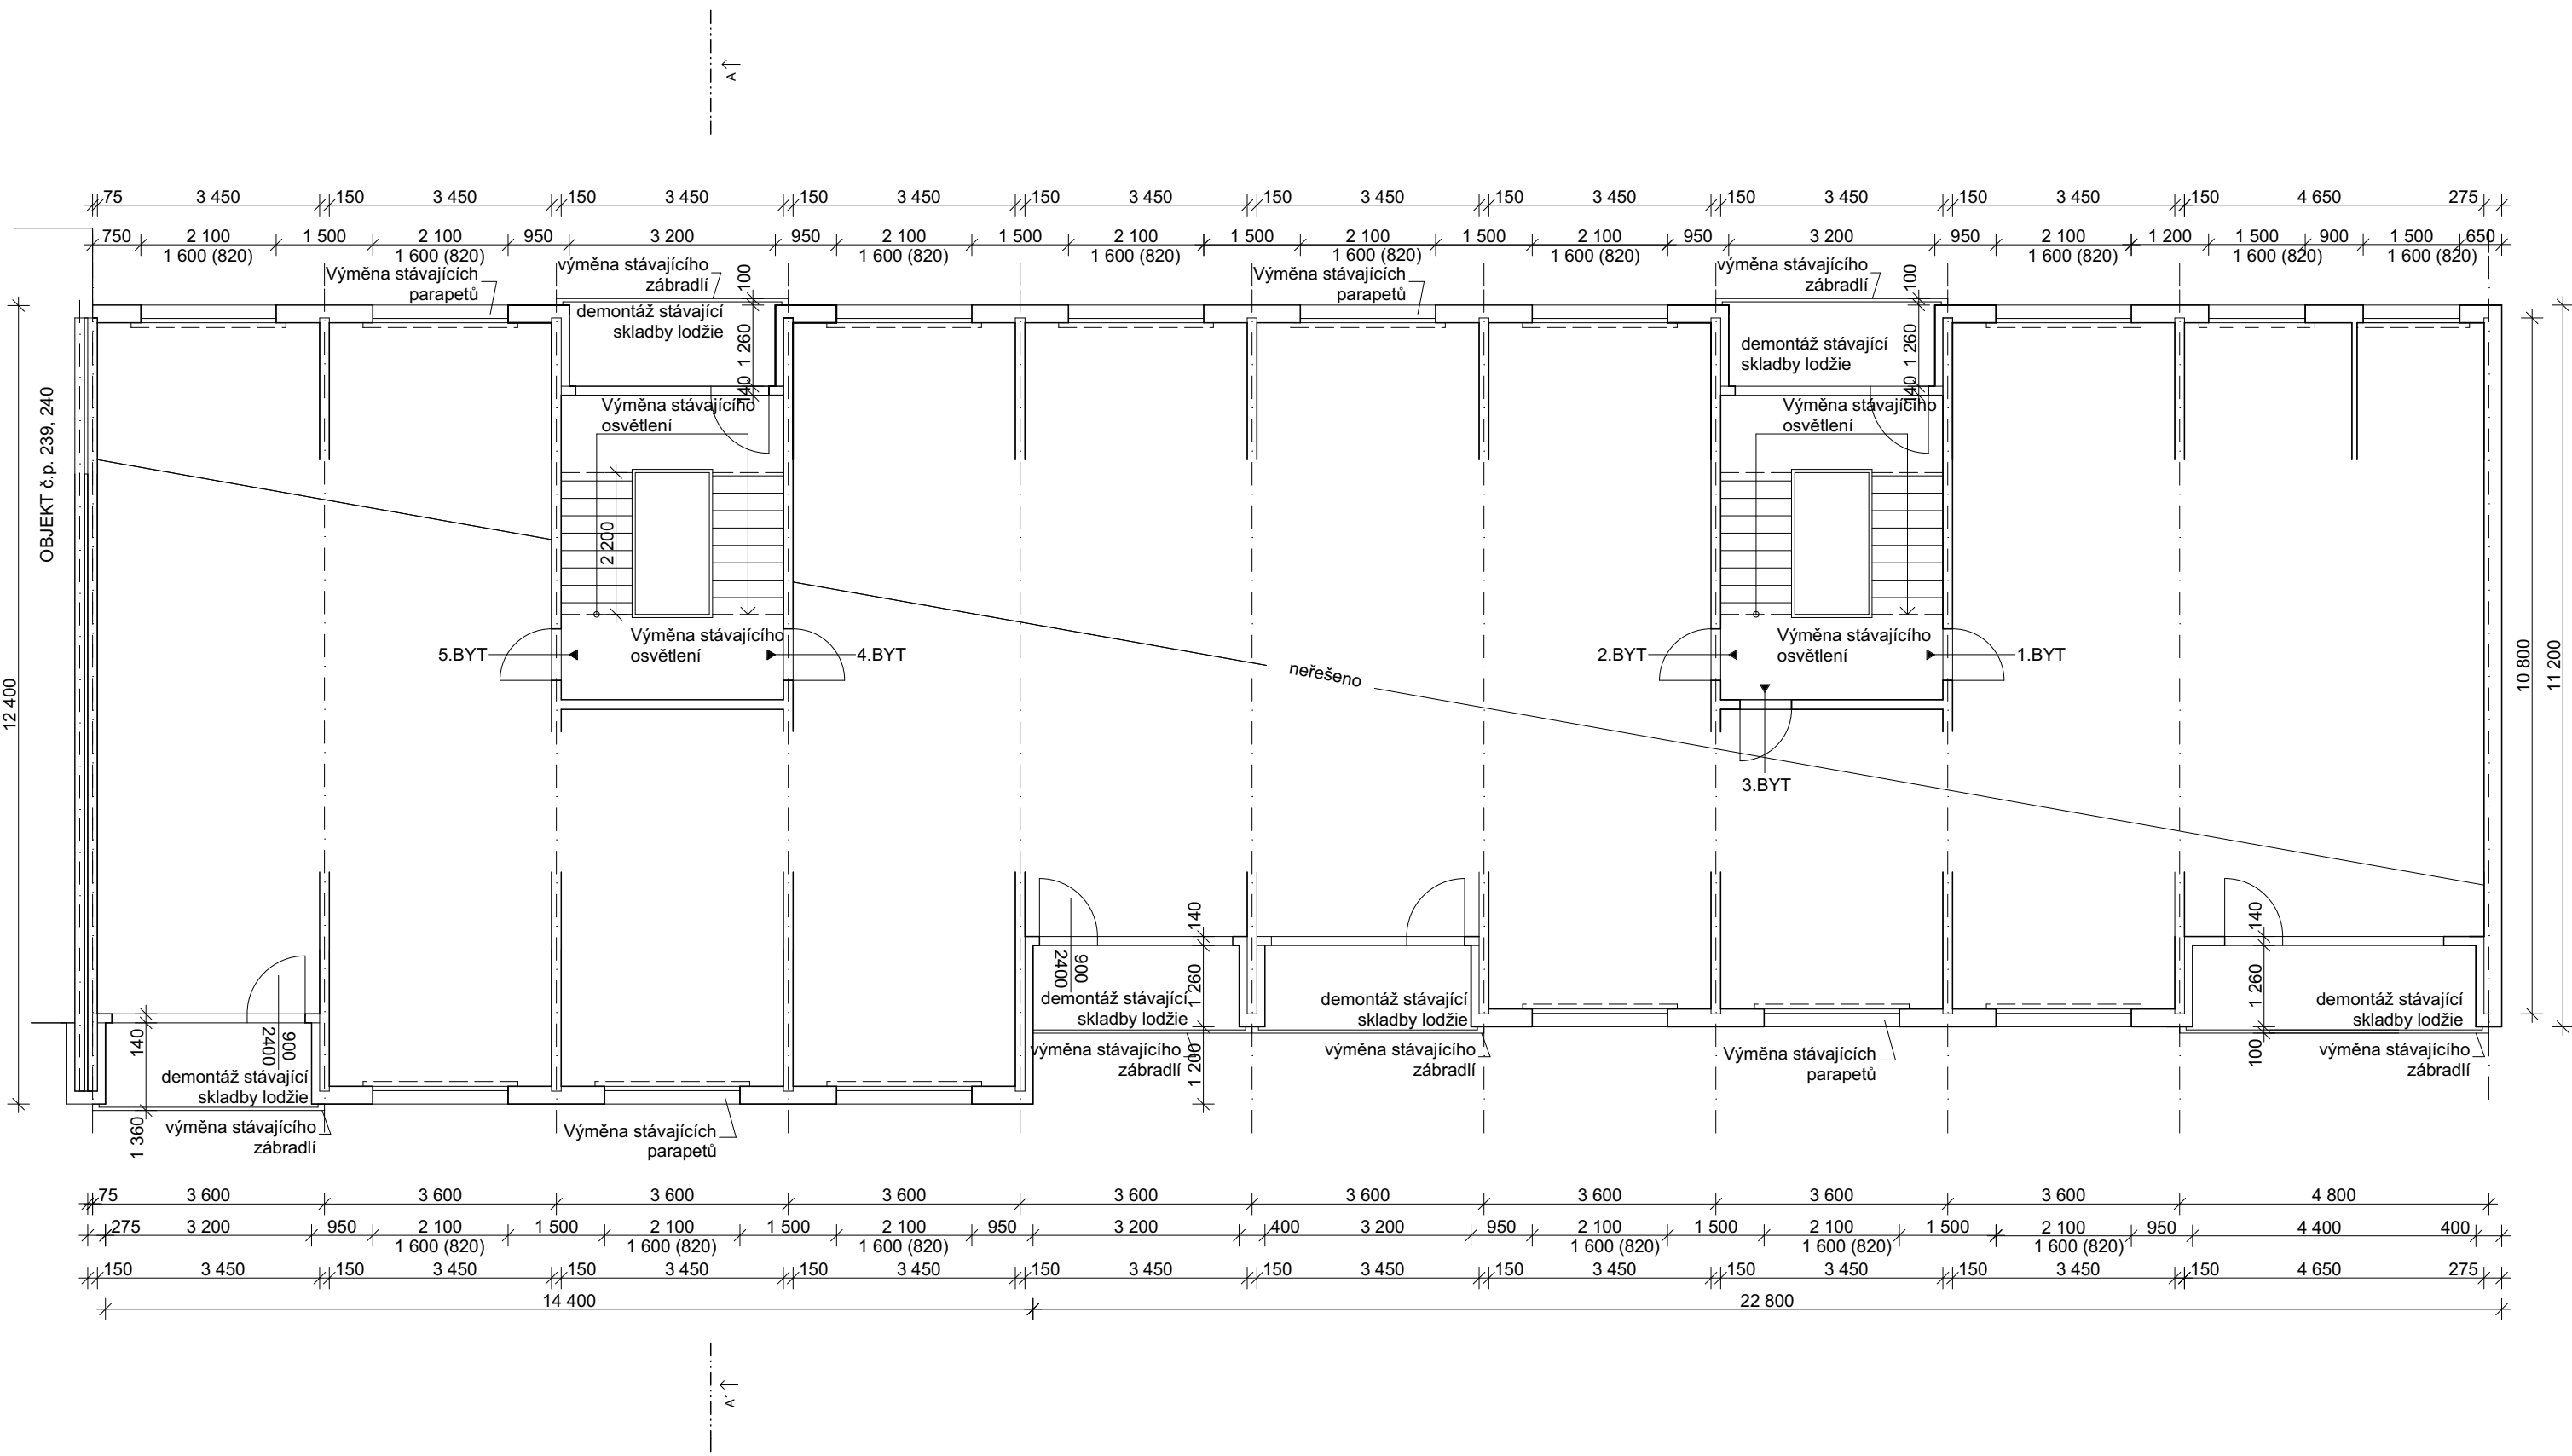 A
75 3 450 150 3 450 150 3 450 150 3 450 150 3 450 150 3 450 150 3 450 150 3 450 150 3 450 150 4 650 275
750 2 100 1 500 2 100 950 3 200 950 2 100 1 500 2 100 1 500 2 100 1 500 2 100 950 3 200 950 2 100 1 200 1 500 900 1 500 650
1 600 (820) 1 600 (820) 1 600 (820) 1 600 (820) 1 600 (820) 1 600 (820) 1 600 (820) 1 600 (820) 1 600 (820)
Výměna stávajících
parapetů
výměna stávajícího
zábradlí
100
Výměna stávajících
parapetů
výměna stávajícího
zábradlí
100
demontáž stávající
skladby lodžie
1 260
140
demontáž stávající
skladby lodžie
1 260
140
Výměna stávajícího
osvětlení
Výměna stávajícího
osvětlení
OBJEKT č.p. 239, 240
2 200
12 400
10 800
11 200
5.BYT
Výměna stávajícího
osvětlení
4.BYT
2.BYT
Výměna stávajícího
osvětlení
1.BYT
neřešeno
3.BYT
140
140
900
2400
1 260
1 260
demontáž stávající
skladby lodžie
demontáž stávající
skladby lodžie
demontáž stávající
skladby lodžie
140
900
2400
výměna stávajícího
zábradlí
1 200
výměna stávajícího
zábradlí
Výměna stávajících
parapetů
100
výměna stávajícího
zábradlí
demontáž stávající
skladby lodžie
1 360
výměna stávajícího
zábradlí
Výměna stávajících
parapetů
75 3 600 3 600 3 600 3 600 3 600 3 600 3 600 3 600 3 600 4 800
275 3 200 950 2 100 1 500 2 100 1 500 2 100 950 3 200 400 3 200 950 2 100 1 500 2 100 1 500 2 100 950 4 400 400
1 600 (820) 1 600 (820) 1 600 (820) 1 600 (820) 1 600 (820) 1 600 (820)
150 3 450 150 3 450 150 3 450 150 3 450 150 3 450 150 3 450 150 3 450 150 3 450 150 3 450 150 4 650 275
14 400 22 800
A'